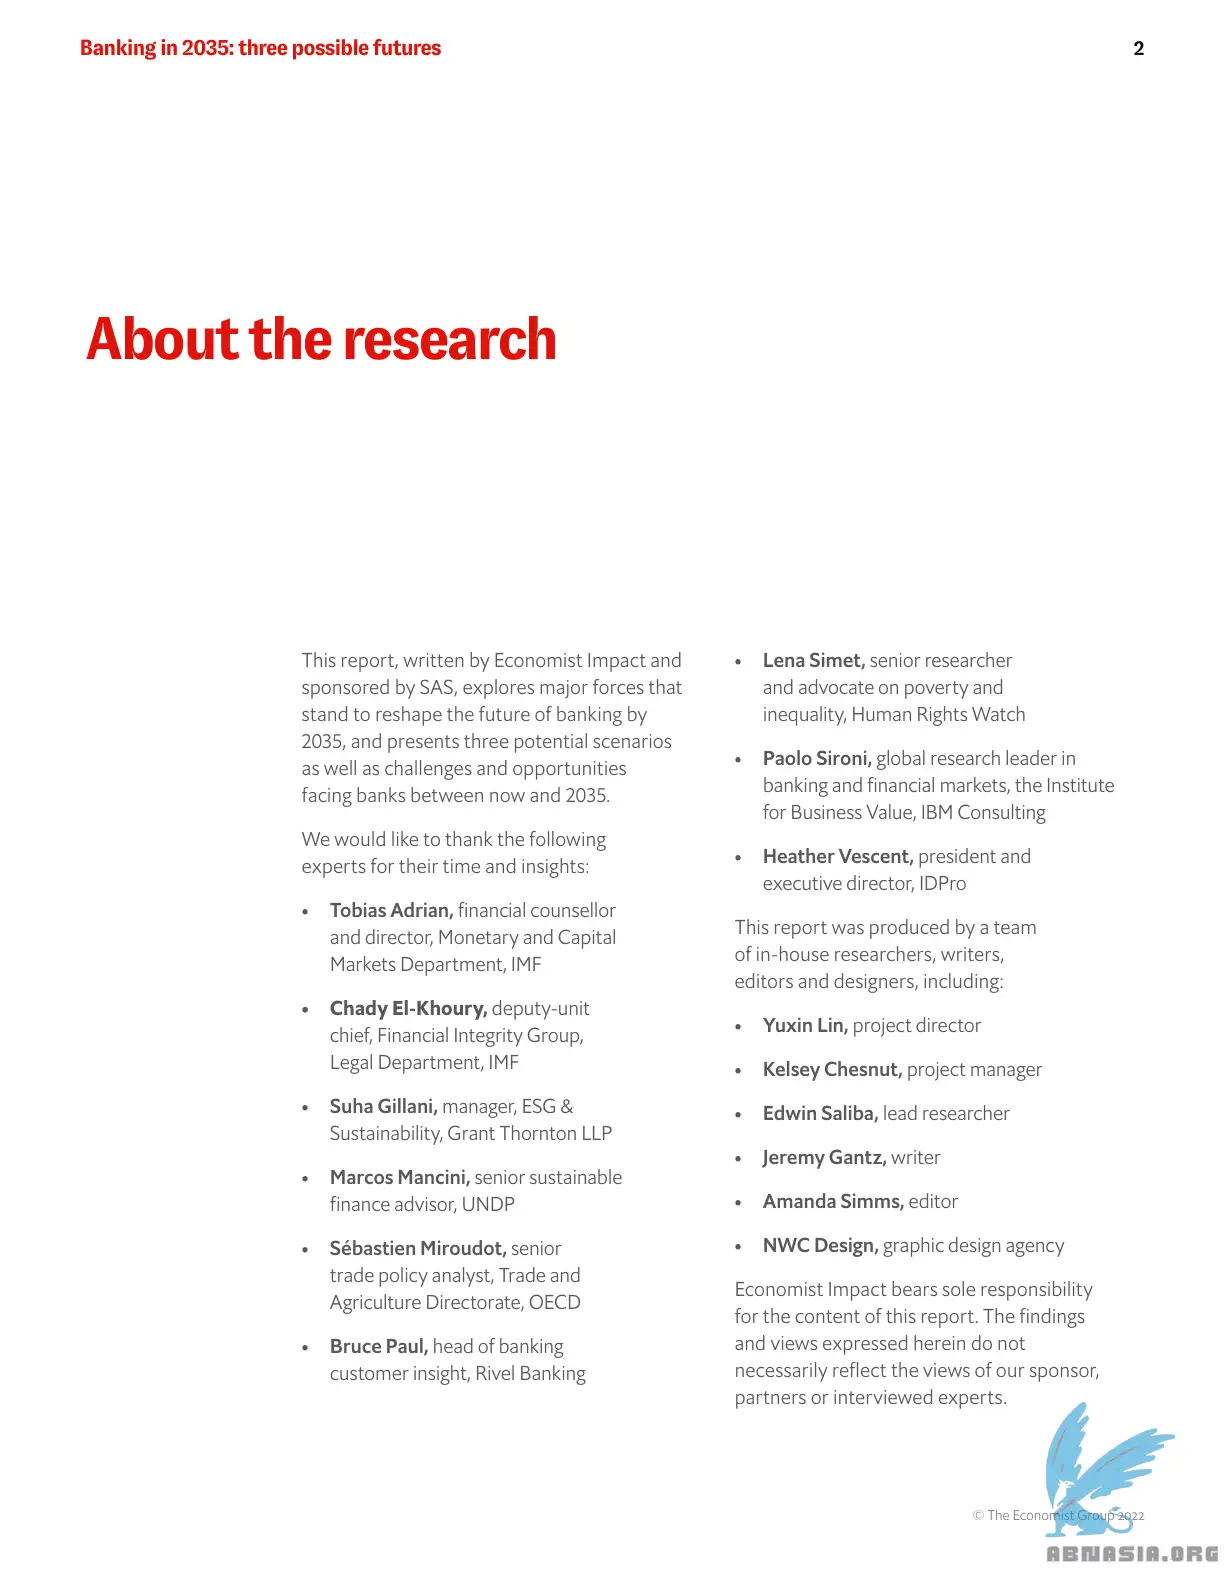 Banking in 2035: three possible futures
2
About the research
This report, written by Economist Impact and
sponsored by SAS, explores major forces that
stand to reshape the future of banking by
2035, and presents three potential scenarios
as well as challenges and opportunities
facing banks between now and 2035.
We would like to thank the following
experts for their time and insights:
• Tobias Adrian, financial counsellor
and director, Monetary and Capital
Markets Department, IMF
• Chady El-Khoury, deputy-unit
chief, Financial Integrity Group,
Legal Department, IMF
• Suha Gillani, manager, ESG &
Sustainability, Grant Thornton LLP
• Marcos Mancini, senior sustainable
finance advisor, UNDP
• Sébastien Miroudot, senior
trade policy analyst, Trade and
Agriculture Directorate, OECD
• Bruce Paul, head of banking
customer insight, Rivel Banking
• Lena Simet, senior researcher
and advocate on poverty and
inequality, Human Rights Watch
• Paolo Sironi, global research leader in
banking and financial markets, the Institute
for Business Value, IBM Consulting
• Heather Vescent, president and
executive director, IDPro
This report was produced by a team
of in-house researchers, writers,
editors and designers, including:
• Yuxin Lin, project director
• Kelsey Chesnut, project manager
• Edwin Saliba, lead researcher
• Jeremy Gantz, writer
• Amanda Simms, editor
• NWC Design, graphic design agency
Economist Impact bears sole responsibility
for the content of this report. The findings
and views expressed herein do not
necessarily reflect the views of our sponsor,
partners or interviewed experts.
© The Economist Group 2022
ABNASIA.ORG